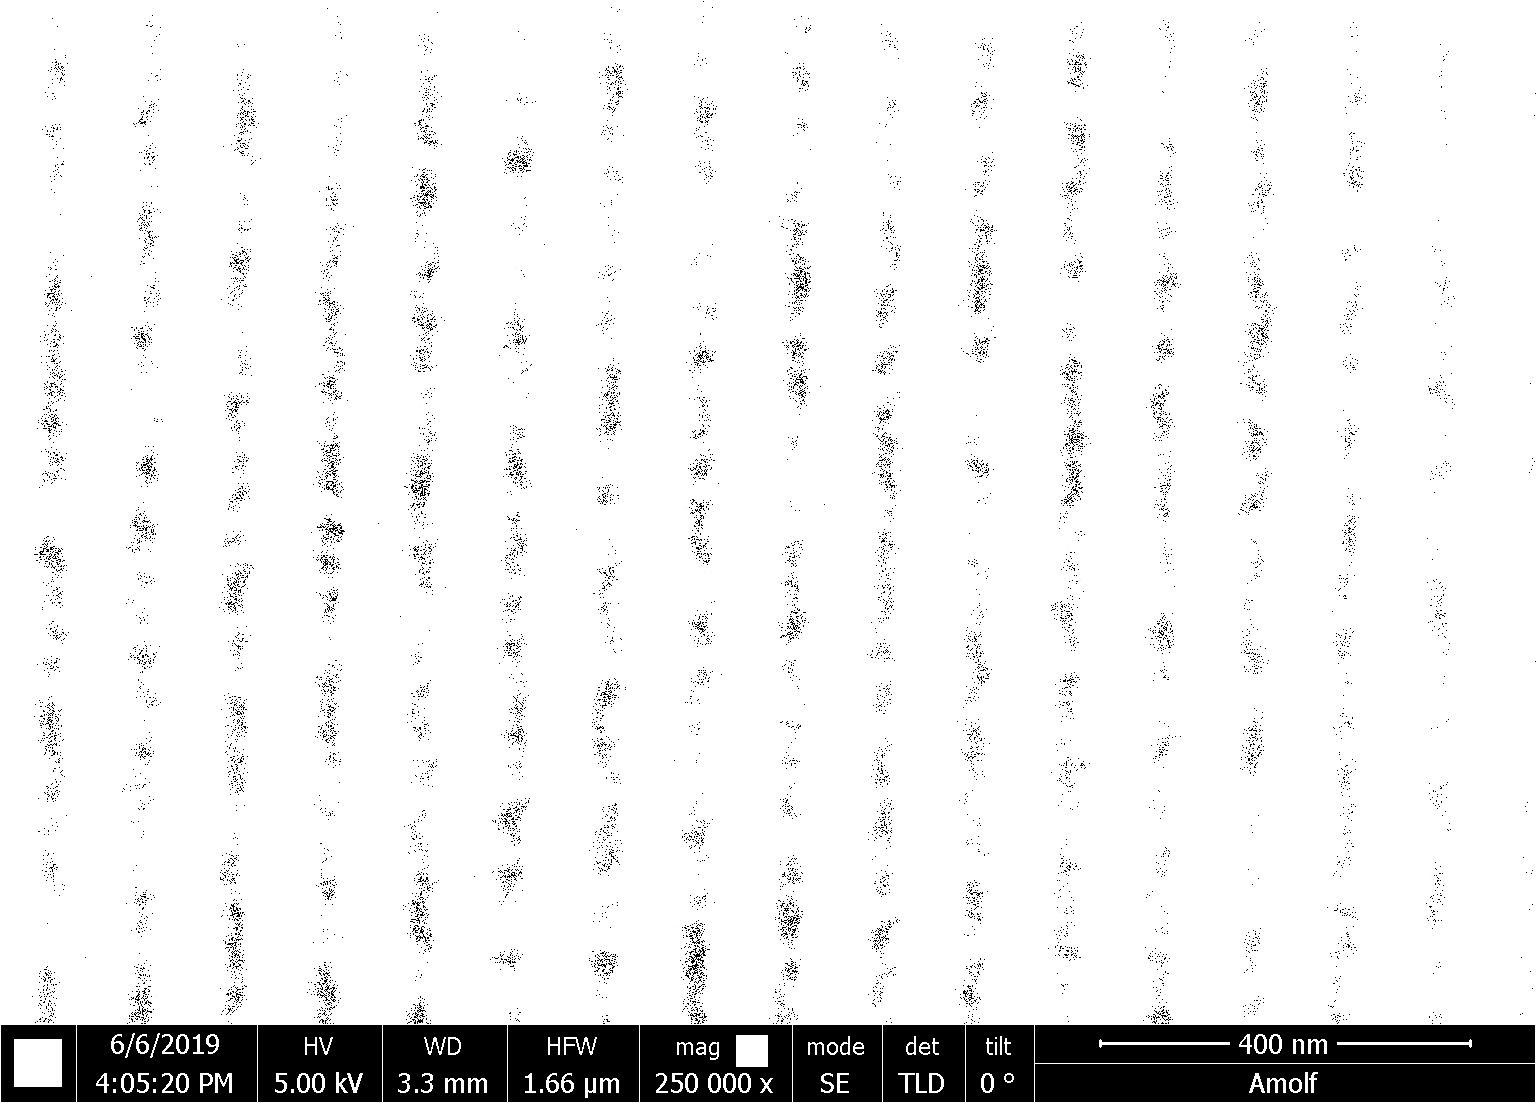 6/6/2019
4:05:20 PM
HV
5.00 kV
WD
3.3 mm
HFW
1.66 µm
mag
250 000 x
mode
SE
det
TLD
tilt
0 °
400 nm
Amolf